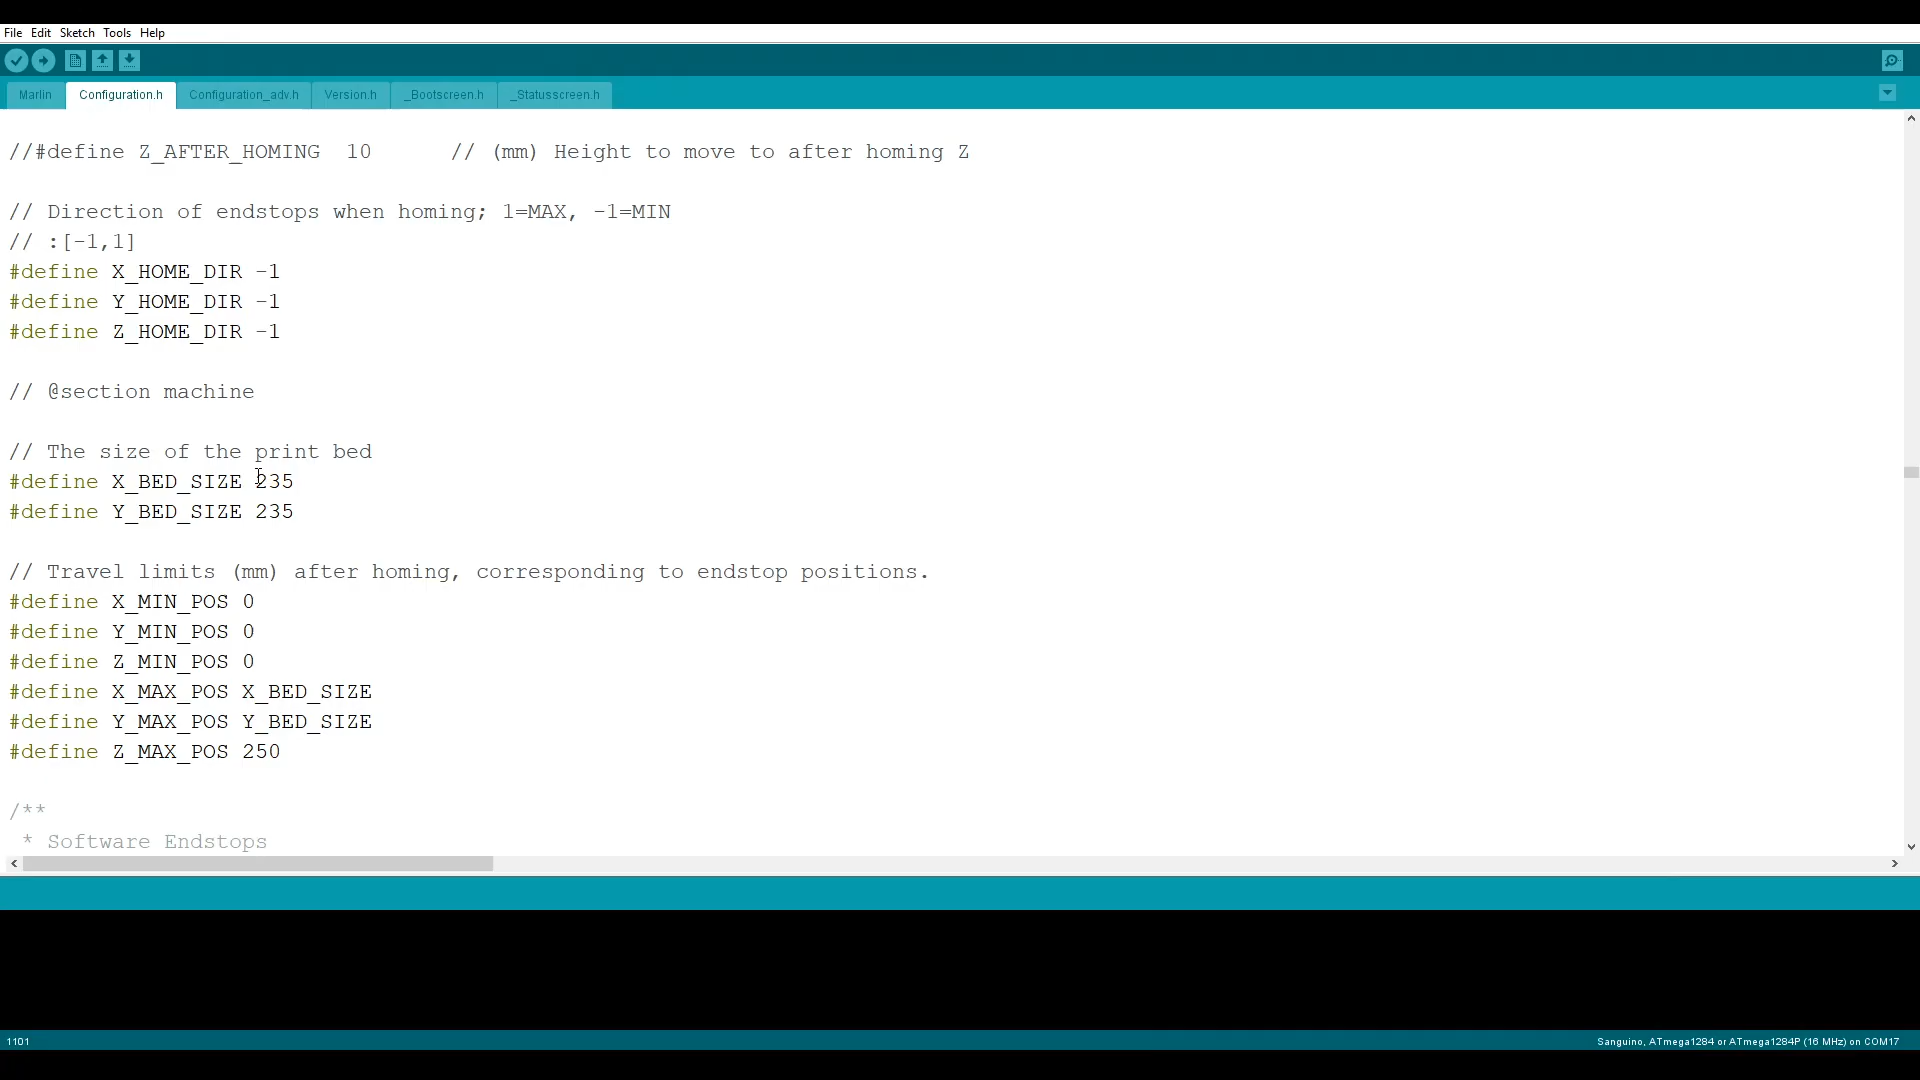 File Edit Sketch Tools Help
Marlin Configuration.h Configuration_adv.h Version.h _Bootscreen.h _Statusscreen.h
//#define Z_AFTER_HOMING  10      // (mm) Height to move to after homing Z
// Direction of endstops when homing; 1=MAX, -1=MIN
// :[-1,1]
#define X_HOME_DIR -1
#define Y_HOME_DIR -1
#define Z_HOME_DIR -1
// @section machine
// The size of the print bed
#define X_BED_SIZE 235
#define Y_BED_SIZE 235
// Travel limits (mm) after homing, corresponding to endstop positions.
#define X_MIN_POS 0
#define Y_MIN_POS 0
#define Z_MIN_POS 0
#define X_MAX_POS X_BED_SIZE
#define Y_MAX_POS Y_BED_SIZE
#define Z_MAX_POS 250
/**
 * Software Endstops
1101 Sanguino, ATmega1284 or ATmega1284P (16 MHz) on COM17